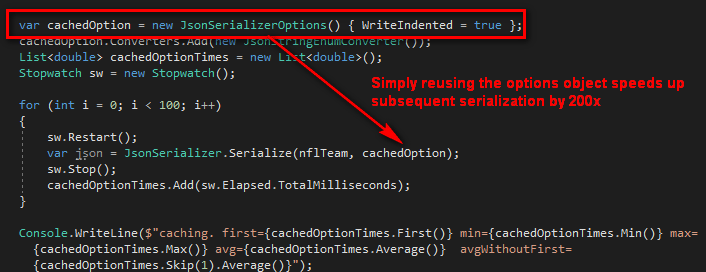 var cachedOption = new JsonSerializerOptions() { WriteIndented = true };
cachedOption.Converters.Add(new JsonStringEnumConverter());
List<double> cachedOptionTimes = new List<double>();
Stopwatch sw = new Stopwatch();
Simply reusing the options object speeds up
subsequent serialization by 200x
for (int i = 0; i < 100; i++)
{
sw.Restart();
var json = JsonSerializer.Serialize(nflTeam, cachedOption);
sw.Stop();
cachedOptionTimes.Add(sw.Elapsed.TotalMilliseconds);
}
Console.WriteLine($"caching. first={cachedOptionTimes.First()} min={cachedOptionTimes.Min()} max=
{cachedOptionTimes.Max()} avg={cachedOptionTimes.Average()}  avgWithoutFirst=
{cachedOptionTimes.Skip(1).Average()}");